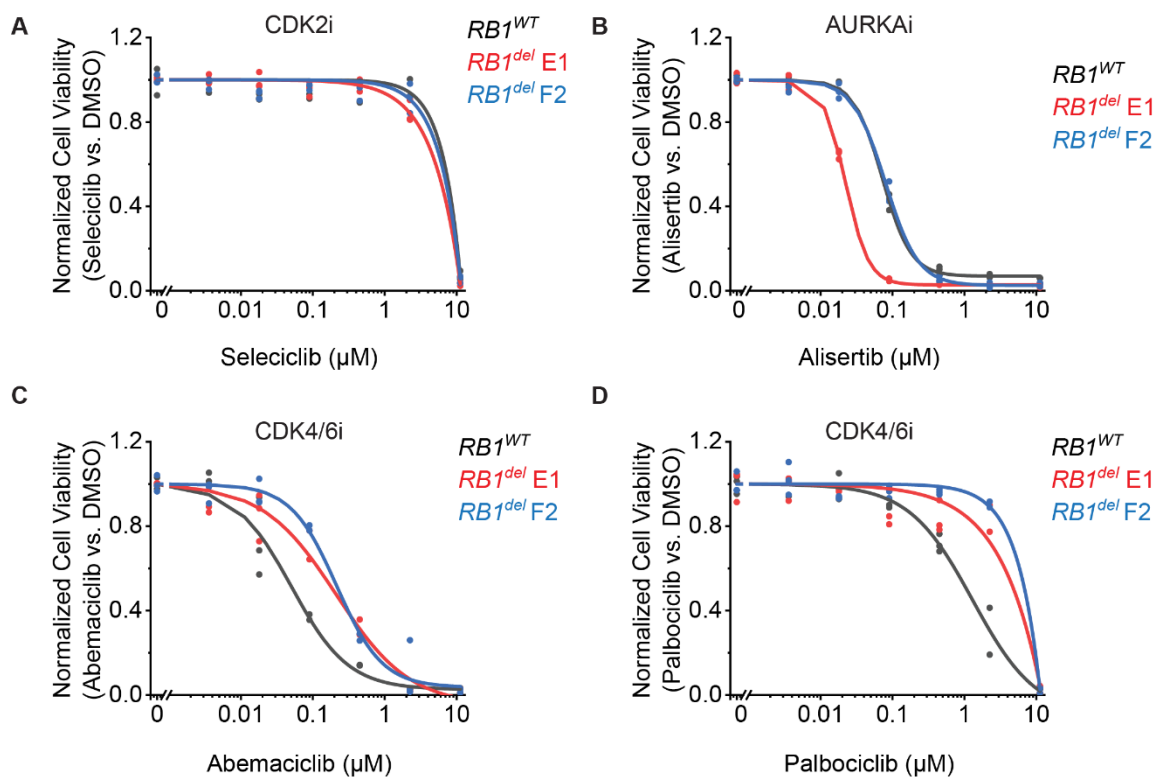 A
CDK2i
RB1WT
RB1del E1
RB1del F2
Normalized Cell Viability
(Seleciclib vs. DMSO)
1.2
0.8
0.4
0.0
0 0.01 0.1 1 10
Seleciclib (µM)
B
AURKAi
RB1WT
RB1del E1
RB1del F2
Normalized Cell Viability
(Alisertib vs. DMSO)
1.2
0.8
0.4
0.0
0 0.01 0.1 1 10
Alisertib (µM)
C
CDK4/6i
RB1WT
RB1del E1
RB1del F2
Normalized Cell Viability
(Abemaciclib vs. DMSO)
1.2
0.8
0.4
0.0
0 0.01 0.1 1 10
Abemaciclib (µM)
D
CDK4/6i
RB1WT
RB1del E1
RB1del F2
Normalized Cell Viability
(Palbociclib vs. DMSO)
1.2
0.8
0.4
0.0
0 0.01 0.1 1 10
Palbociclib (µM)